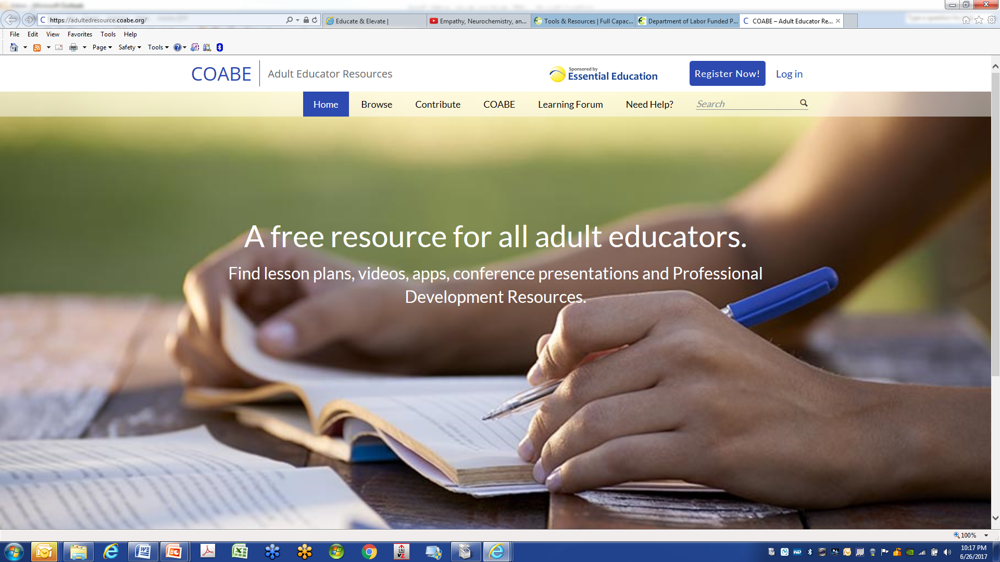 https://adultedresource.coabe.org/
Educate & Elevate |
Empathy, Neurochemistry, an...
Tools & Resources | Full Capac...
Department of Labor Funded P...
COABE – Adult Educator Re...
File Edit View Favorites Tools Help
Page Safety Tools
COABE
Adult Educator Resources
Sponsored by
Essential Education
Register Now!
Log in
Home Browse Contribute COABE Learning Forum Need Help? Search
A free resource for all adult educators.
Find lesson plans, videos, apps, conference presentations and Professional
Development Resources.
100%
10:17 PM
6/26/2017